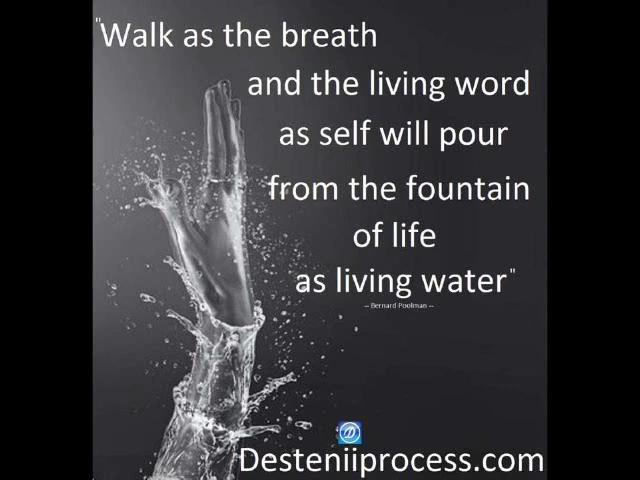 "Walk as the breath
and the living word
as self will pour
from the fountain
of life
as living water"
-- Bernard Poolman --
Desteniiprocess.com